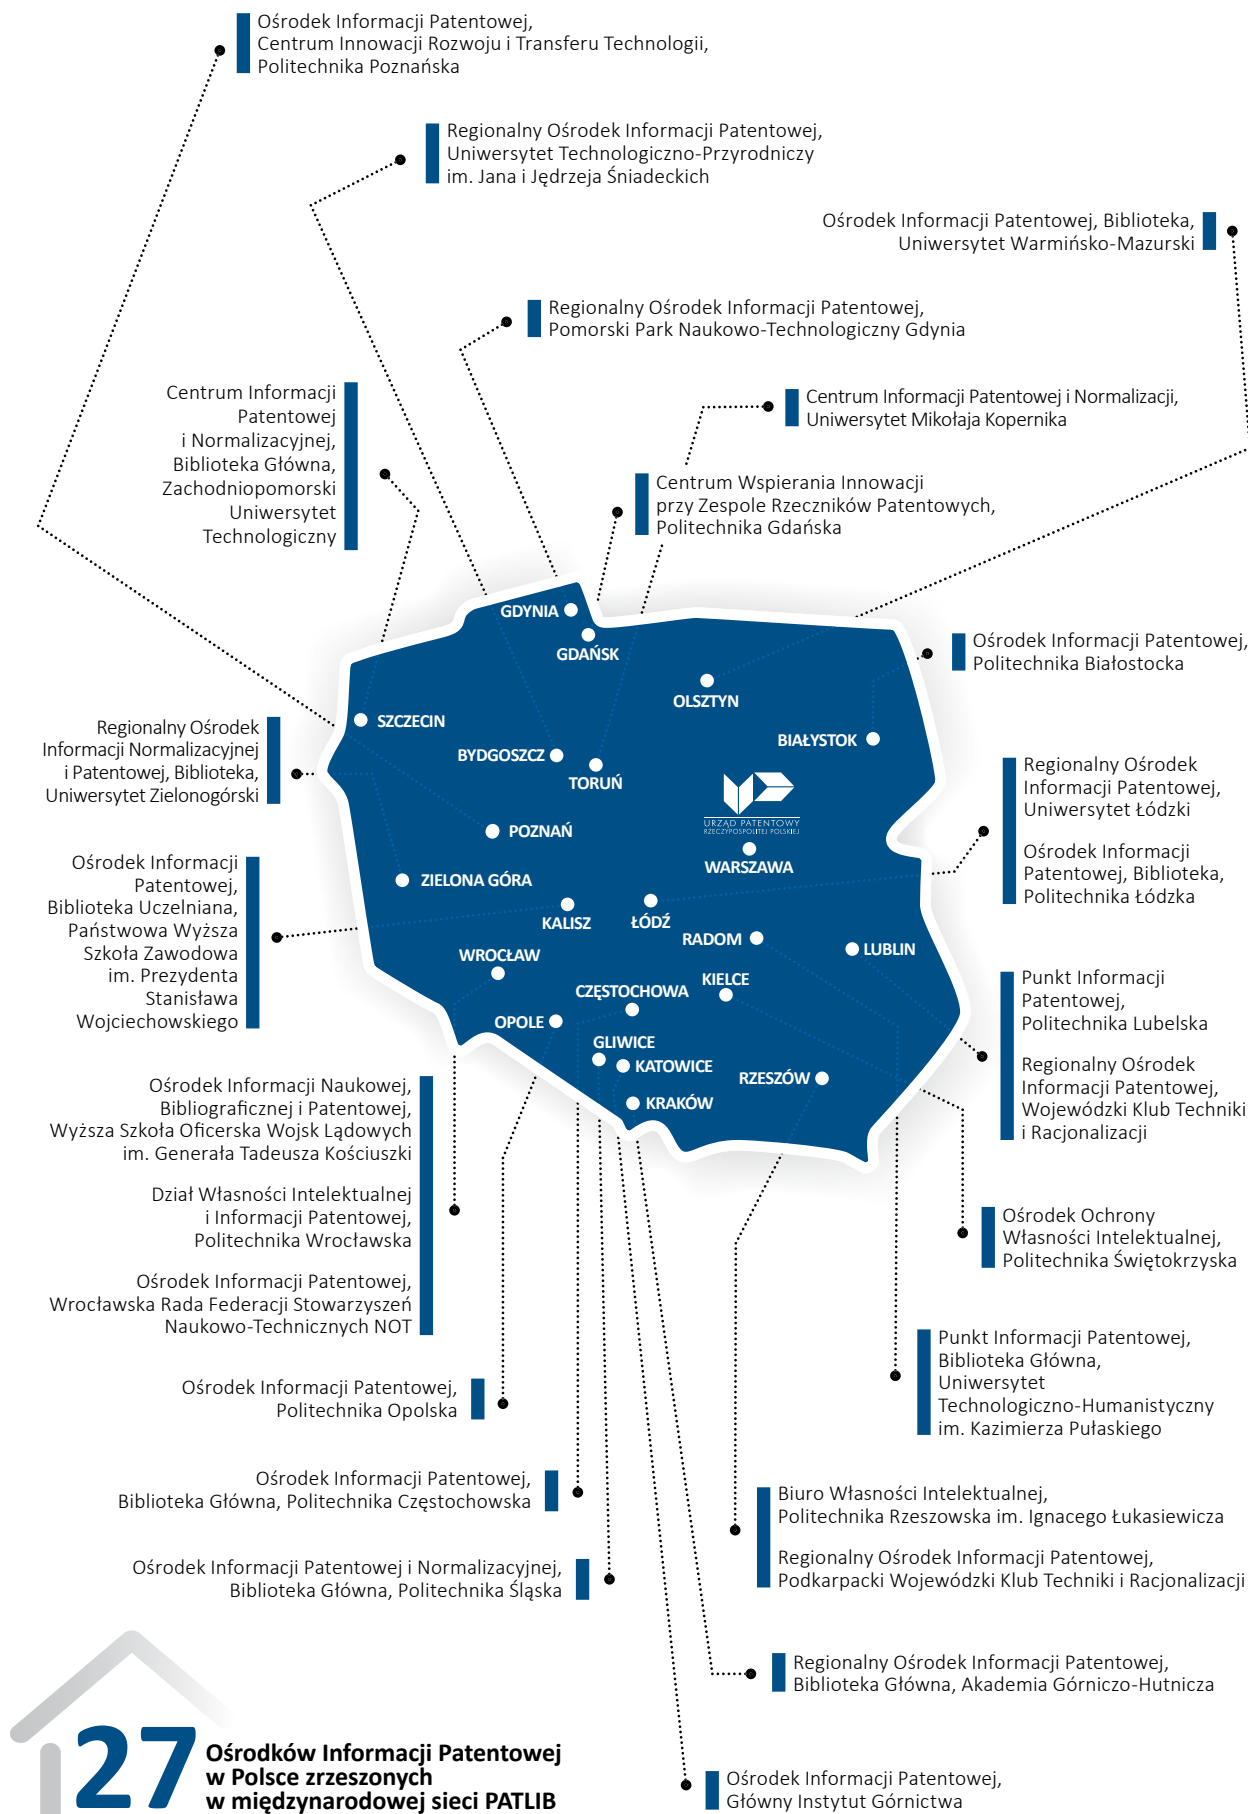 Ośrodek Informacji Patentowej,
Centrum Innowacji Rozwoju i Transferu Technologii,
Politechnika Poznańska
Regionalny Ośrodek Informacji Patentowej,
Uniwersytet Technologiczno-Przyrodniczy
im. Jana i Jędrzeja Śniadeckich
Ośrodek Informacji Patentowej, Biblioteka,
Uniwersytet Warmińsko-Mazurski
Regionalny Ośrodek Informacji Patentowej,
Pomorski Park Naukowo-Technologiczny Gdynia
Centrum Informacji
Patentowej
i Normalizacyjnej,
Biblioteka Główna,
Zachodniopomorski
Uniwersytet
Technologiczny
Centrum Informacji Patentowej i Normalizacji,
Uniwersytet Mikołaja Kopernika
Centrum Wspierania Innowacji
przy Zespole Rzeczników Patentowych,
Politechnika Gdańska
GDYNIA
GDAŃSK
OLSZTYN
SZCZECIN
BYDGOSZCZ
TORUŃ
BIAŁYSTOK
URZĄD PATENTOWY
RZECZYPOSPOLITEJ POLSKIEJ
POZNAŃ
WARSZAWA
ZIELONA GÓRA
KALISZ
ŁÓDŹ
RADOM
LUBLIN
WROCŁAW
KIELCE
CZĘSTOCHOWA
OPOLE
GLIWICE
KATOWICE
RZESZÓW
KRAKÓW
Ośrodek Informacji Patentowej,
Politechnika Białostocka
Regionalny Ośrodek
Informacji Normalizacyjnej
i Patentowej, Biblioteka,
Uniwersytet Zielonogórski
Regionalny Ośrodek
Informacji Patentowej,
Uniwersytet Łódzki
Ośrodek Informacji
Patentowej, Biblioteka,
Politechnika Łódzka
Ośrodek Informacji
Patentowej,
Biblioteka Uczelniana,
Państwowa Wyższa
Szkoła Zawodowa
im. Prezydenta
Stanisława
Wojciechowskiego
Punkt Informacji
Patentowej,
Politechnika Lubelska
Regionalny Ośrodek
Informacji Patentowej,
Wojewódzki Klub Techniki
i Racjonalizacji
Ośrodek Informacji Naukowej,
Bibliograficznej i Patentowej,
Wyższa Szkoła Oficerska Wojsk Lądowych
im. Generała Tadeusza Kościuszki
Dział Własności Intelektualnej
i Informacji Patentowej,
Politechnika Wrocławska
Ośrodek Informacji Patentowej,
Wrocławska Rada Federacji Stowarzyszeń
Naukowo-Technicznych NOT
Ośrodek Ochrony
Własności Intelektualnej,
Politechnika Świętokrzyska
Punkt Informacji Patentowej,
Biblioteka Główna,
Uniwersytet
Technologiczno-Humanistyczny
im. Kazimierza Pułaskiego
Ośrodek Informacji Patentowej,
Politechnika Opolska
Ośrodek Informacji Patentowej,
Biblioteka Główna, Politechnika Częstochowska
Biuro Własności Intelektualnej,
Politechnika Rzeszowska im. Ignacego Łukasiewicza
Regionalny Ośrodek Informacji Patentowej,
Podkarpacki Wojewódzki Klub Techniki i Racjonalizacji
Ośrodek Informacji Patentowej i Normalizacyjnej,
Biblioteka Główna, Politechnika Śląska
Regionalny Ośrodek Informacji Patentowej,
Biblioteka Główna, Akademia Górniczo-Hutnicza
27
Ośrodków Informacji Patentowej
w Polsce zrzeszonych
w międzynarodowej sieci PATLIB
Ośrodek Informacji Patentowej,
Główny Instytut Górnictwa